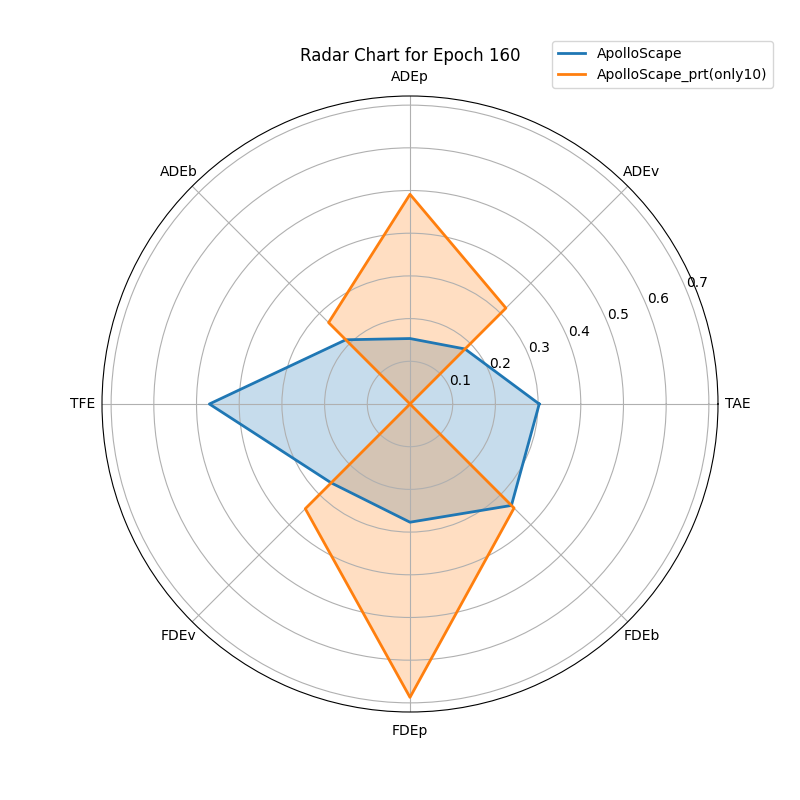 Radar Chart for Epoch 160
ApolloScape
ApolloScape_prt(only10)
ADEp
ADEb
ADEv
0.7
0.6
0.5
0.4
0.3
0.2
0.1
TFE
TAE
FDEv
FDEb
FDEp